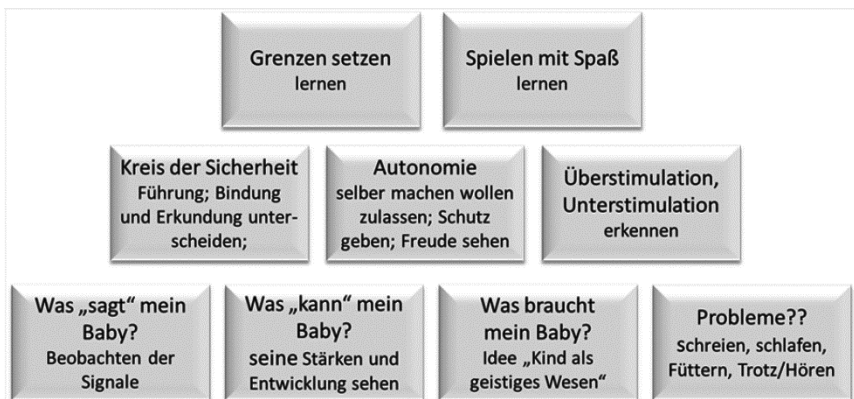 Grenzen setzen
lernen
Spielen mit Spaß
lernen
Kreis der Sicherheit
Führung; Bindung
und Erkundung unter-
scheiden;
Autonomie
selber machen wollen
zulassen; Schutz
geben; Freude sehen
Überstimulation,
Unterstimulation
erkennen
Was „sagt“ mein
Baby?
Beobachten der
Signale
Was „kann“ mein
Baby?
seine Stärken und
Entwicklung sehen
Was braucht
mein Baby?
Idee „Kind als
geistiges Wesen“
Probleme??
schreien, schlafen,
Füttern, Trotz/Hören